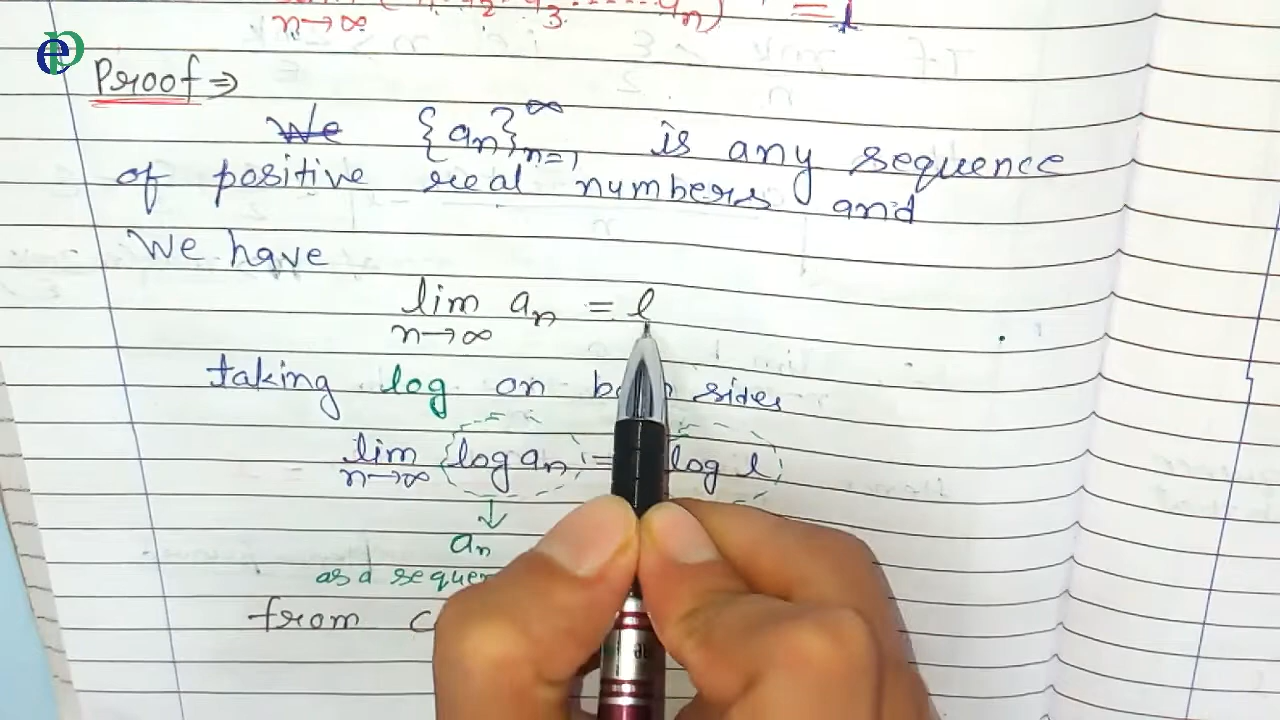 n→∞ = l
Proof ⇒
We {aₙ}ₙ₌₁^∞ is any sequence
of positive real numbers and
We have
lim aₙ = l
n→∞
taking log on sides
lim log aₙ = log l
n→∞
↓
aₙ
as a
from